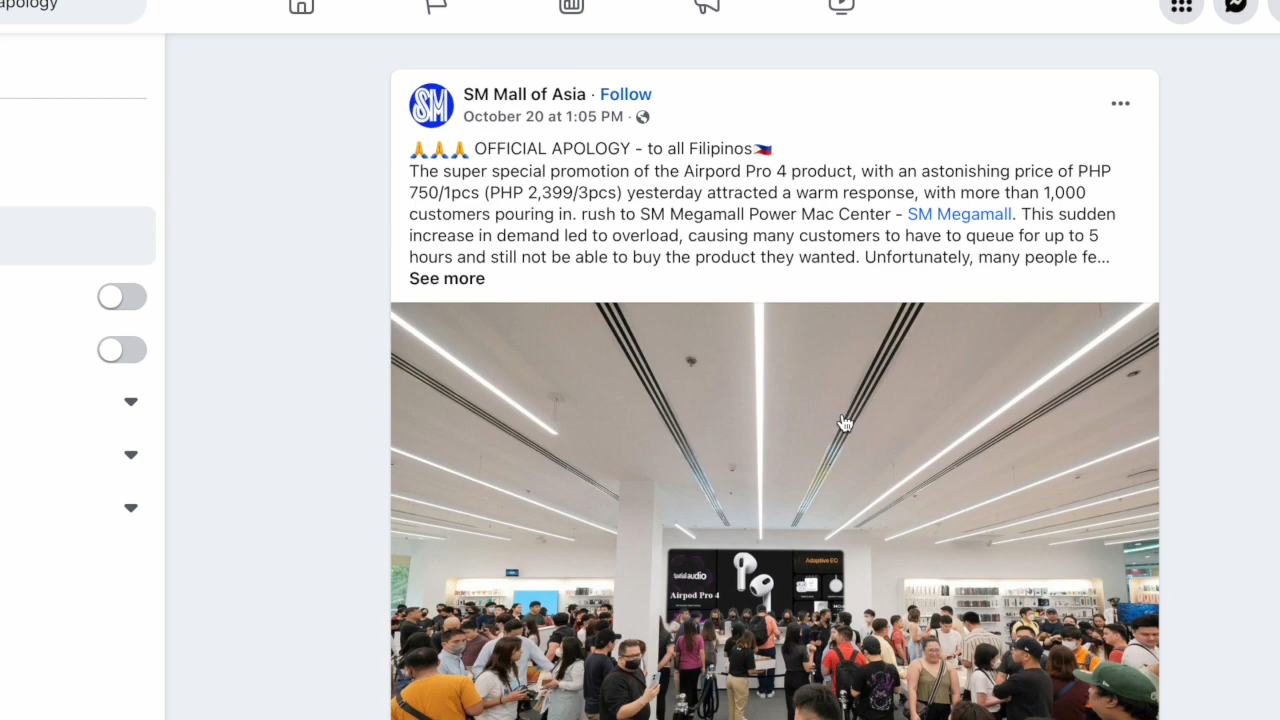 apology
SM
SM Mall of Asia · Follow
October 20 at 1:05 PM ·
🙏🙏🙏 OFFICIAL APOLOGY - to all Filipinos🇵🇭
The super special promotion of the Airpord Pro 4 product, with an astonishing price of PHP
750/1pcs (PHP 2,399/3pcs) yesterday attracted a warm response, with more than 1,000
customers pouring in. rush to SM Megamall Power Mac Center - SM Megamall. This sudden
increase in demand led to overload, causing many customers to have to queue for up to 5
hours and still not be able to buy the product they wanted. Unfortunately, many people fe...
See more
Adaptive EQ
spatial audio
Airpod Pro 4